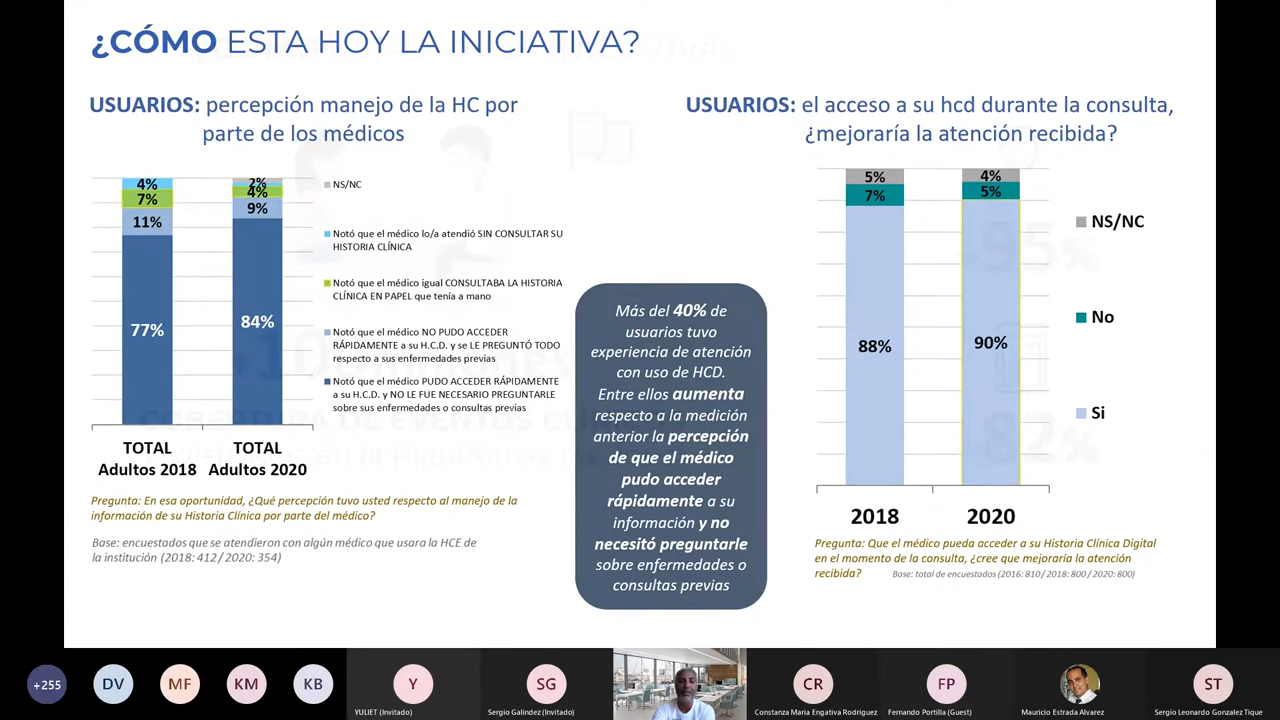 ¿CÓMO ESTA HOY LA INICIATIVA?
USUARIOS: percepción manejo de la HC por
parte de los médicos
4%
7%
11%
77%
2%
4%
9%
84%
TOTAL
Adultos 2018
TOTAL
Adultos 2020
NS/NC
Notó que el médico lo/a atendió SIN CONSULTAR SU
HISTORIA CLÍNICA
Notó que el médico igual CONSULTABA LA HISTORIA
CLÍNICA EN PAPEL que tenía a mano
Notó que el médico NO PUDO ACCEDER
RÁPIDAMENTE a su H.C.D. y se LE PREGUNTÓ TODO
respecto a sus enfermedades previas
Notó que el médico PUDO ACCEDER RÁPIDAMENTE
a su H.C.D. y NO LE FUE NECESARIO PREGUNTARLE
sobre sus enfermedades o consultas previas
Pregunta: En esa oportunidad, ¿Qué percepción tuvo usted respecto al manejo de la
información de su Historia Clínica por parte del médico?
Base: encuestados que se atendieron con algún médico que usara la HCE de
la institución (2018: 412 / 2020: 354)
Más del 40% de
usuarios tuvo
experiencia de atención
con uso de HCD.
Entre ellos aumenta
respecto a la medición
anterior la percepción
de que el médico
pudo acceder
rápidamente a su
información y no
necesitó preguntarle
sobre enfermedades o
consultas previas
USUARIOS: el acceso a su hcd durante la consulta,
¿mejoraría la atención recibida?
5%
7%
88%
4%
5%
90%
2018
2020
NS/NC
No
Si
Pregunta: Que el médico pueda acceder a su Historia Clínica Digital
en el momento de la consulta, ¿cree que mejoraría la atención
recibida? Base: total de encuestados (2016: 810 / 2018: 800 / 2020: 800)
95%
82%
+255
DV
MF
KM
KB
Y
YULIET (Invitado)
SG
Sergio Galindez (Invitado)
CR
Constanza Maria Engativa Rodriguez
FP
Fernando Portilla (Guest)
Mauricio Estrada Alvarez
ST
Sergio Leonardo Gonzalez Tique